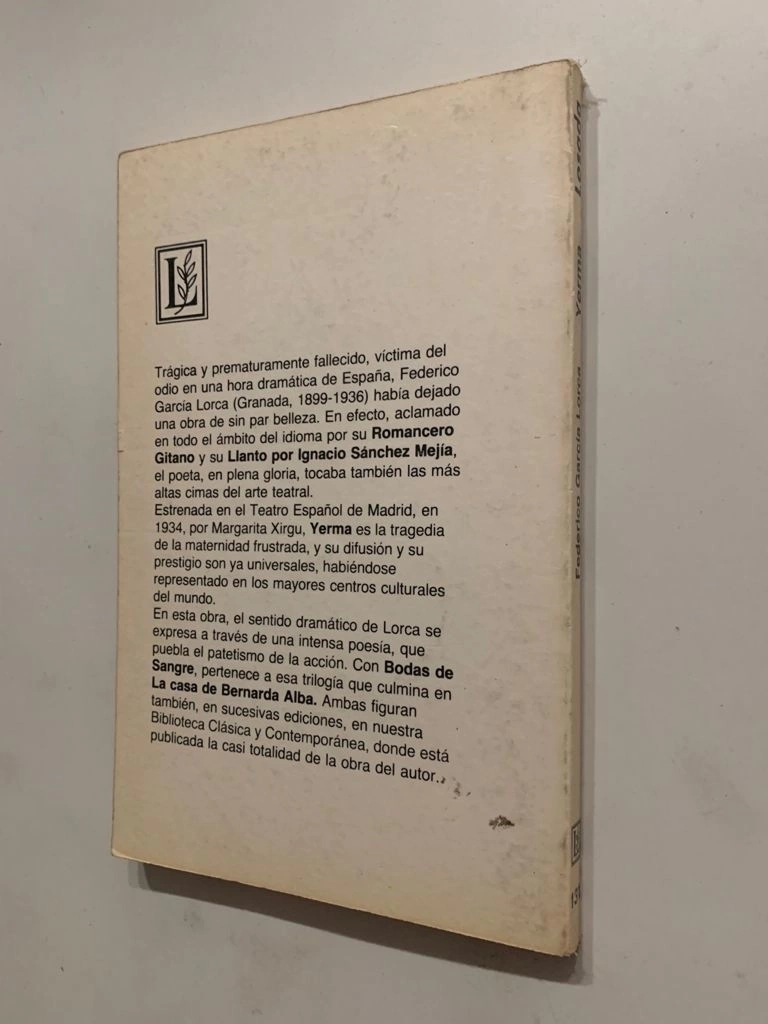 L
Trágica y prematuramente fallecido, víctima del
odio en una hora dramática de España, Federico
García Lorca (Granada, 1899-1936) había dejado
una obra de sin par belleza. En efecto, aclamado
en todo el ámbito del idioma por su Romancero
Gitano y su Llanto por Ignacio Sánchez Mejía,
el poeta, en plena gloria, tocaba también las más
altas cimas del arte teatral.
Estrenada en el Teatro Español de Madrid, en
1934, por Margarita Xirgu, Yerma es la tragedia
de la maternidad frustrada, y su difusión y su
prestigio son ya universales, habiéndose
representado en los mayores centros culturales
del mundo.
En esta obra, el sentido dramático de Lorca se
expresa a través de una intensa poesía, que
puebla el patetismo de la acción. Con Bodas de
Sangre, pertenece a esa trilogía que culmina en
La casa de Bernarda Alba. Ambas figuran
también, en sucesivas ediciones, en nuestra
Biblioteca Clásica y Contemporánea, donde está
publicada la casi totalidad de la obra del autor.
Federico García Lorca Yerma Losada